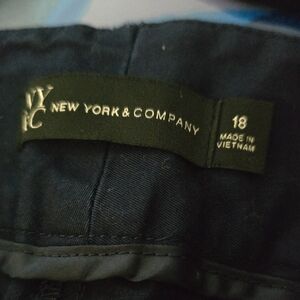 NY
&C
NEW YORK & COMPANY
18
MADE IN
VIETNAM